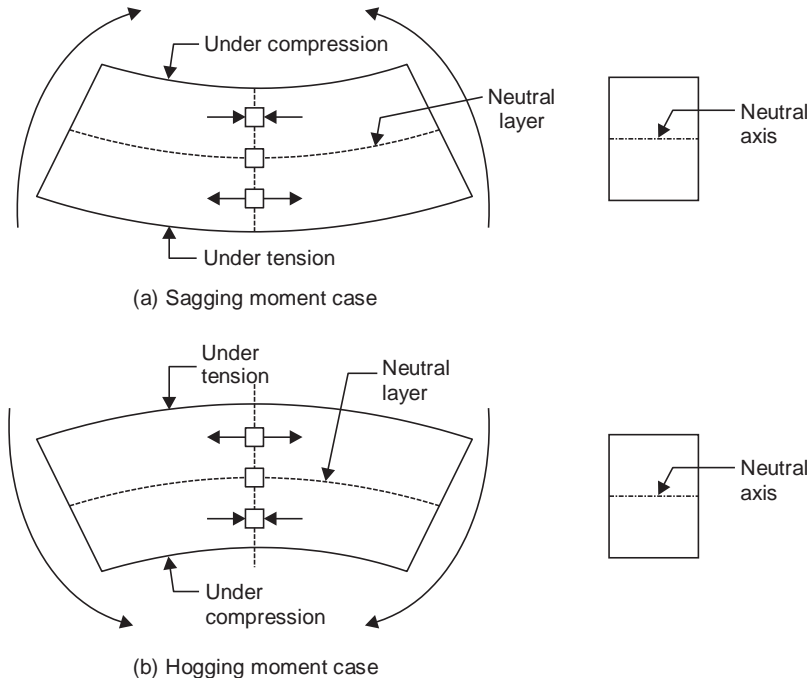 Under compression
Neutral
layer
Neutral
axis
Under tension
(a) Sagging moment case
Under
tension
Neutral
layer
Neutral
axis
Under
compression
(b) Hogging moment case